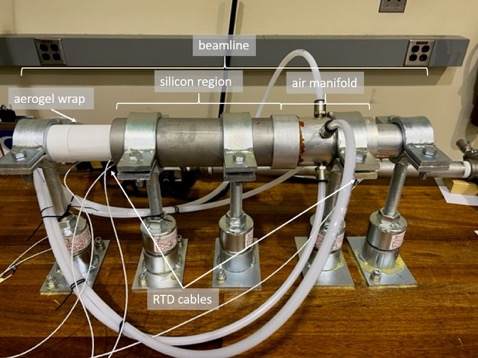 beamline
silicon region
air manifold
aerogel wrap
RTD cables